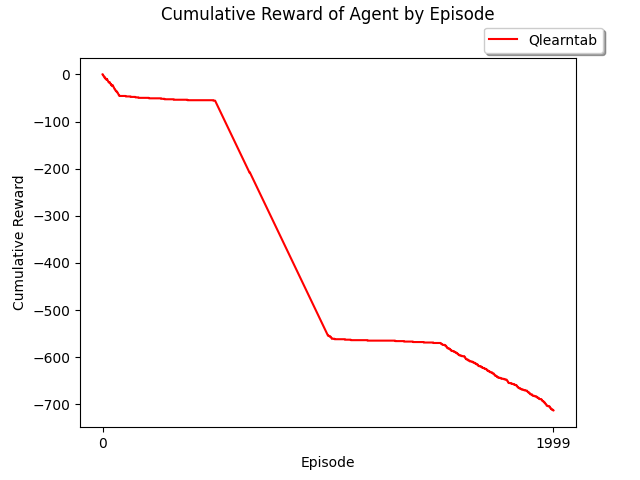 Cumulative Reward of Agent by Episode
Qlearntab
0
−100
−200
−300
−400
−500
−600
−700
Cumulative Reward
0 1999
Episode